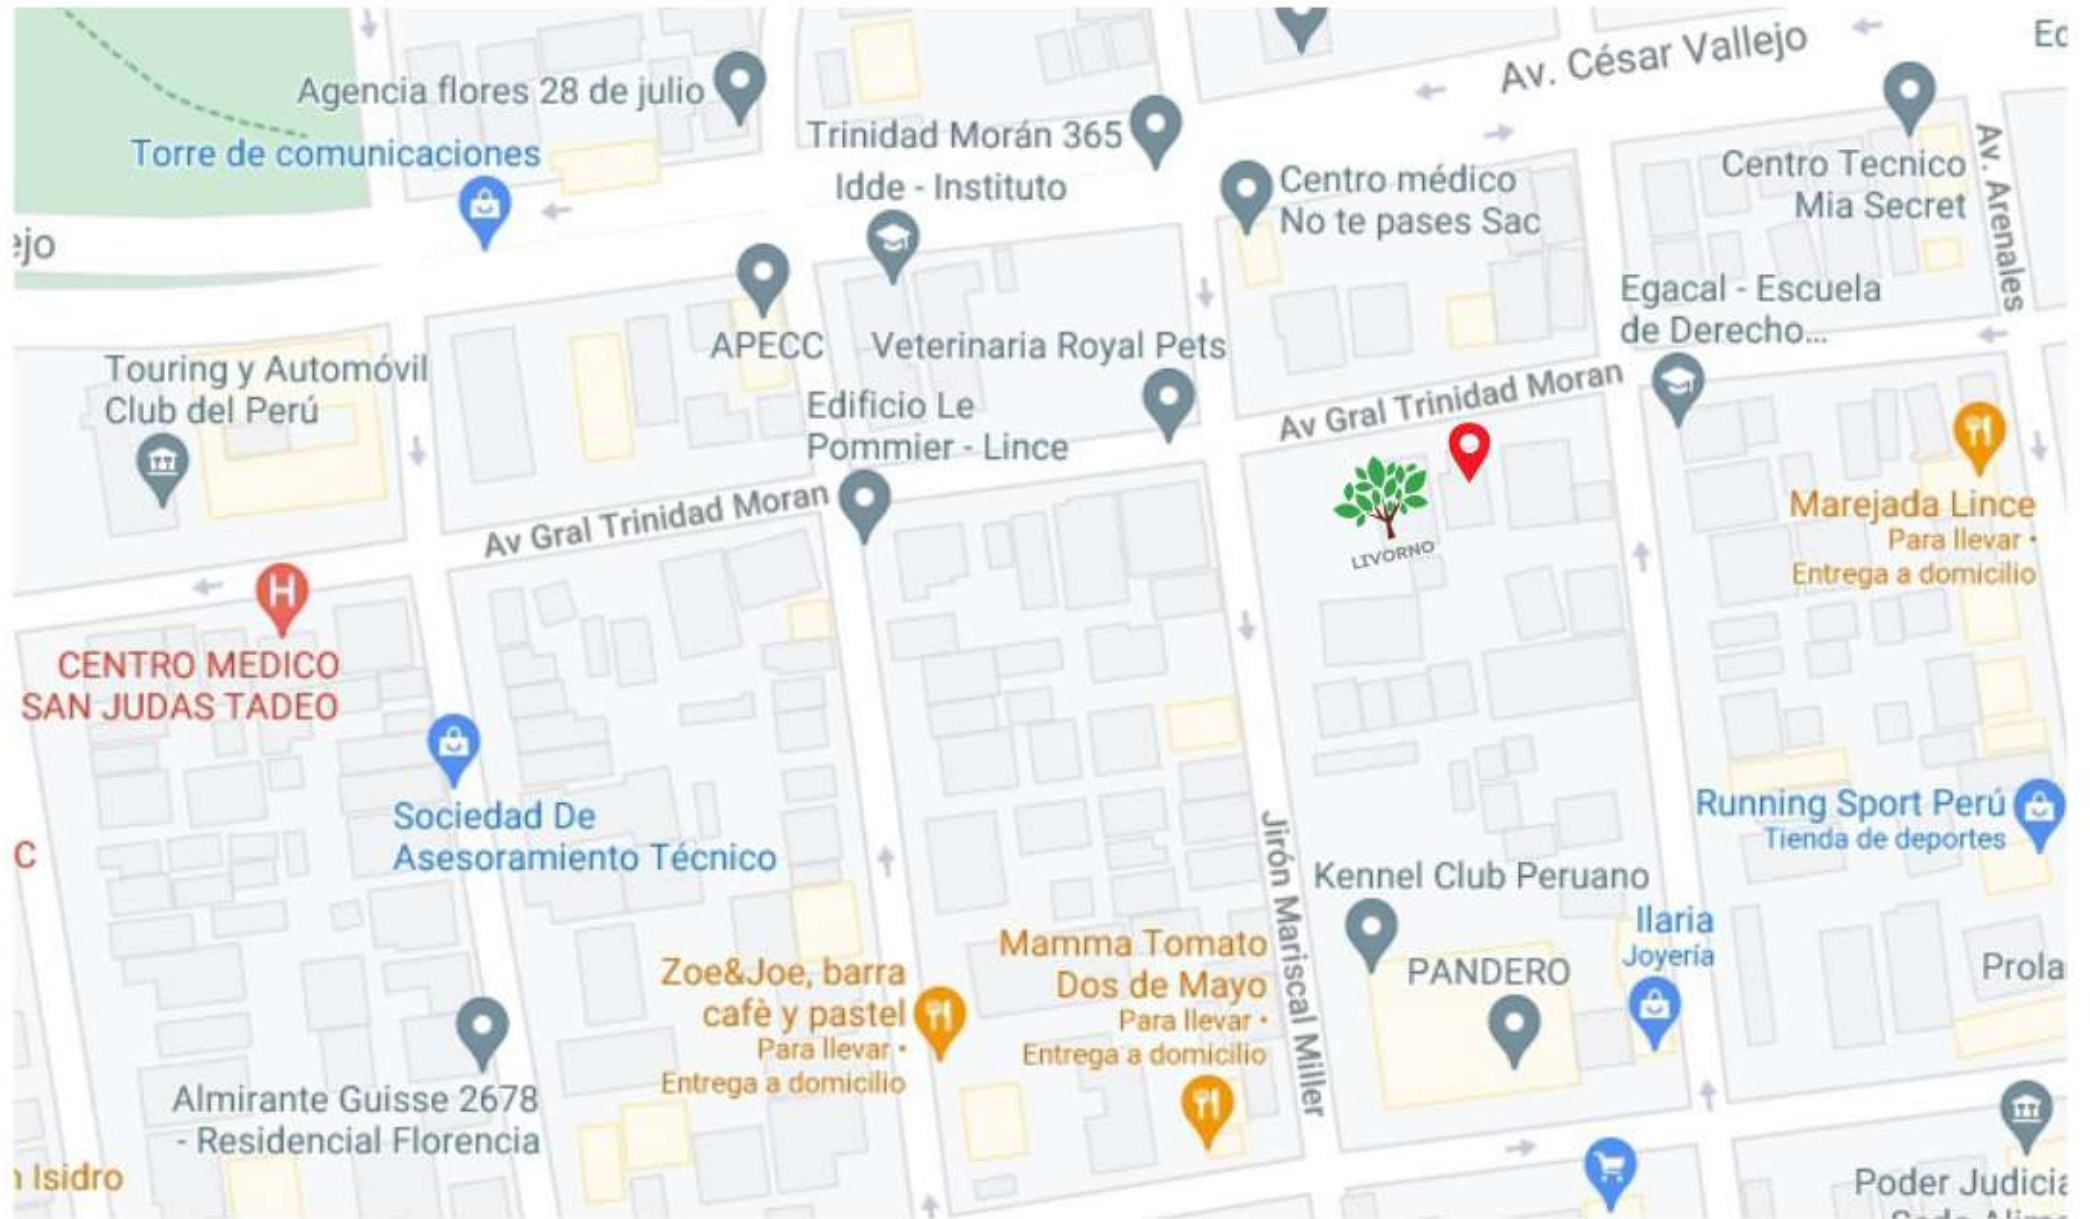 Av. César Vallejo
Ec
Agencia flores 28 de julio
Torre de comunicaciones
Trinidad Morán 365
Idde - Instituto
Centro médico
No te pases Sac
Centro Tecnico
Mia Secret
Av. Arenales
ejo
Egacal - Escuela
de Derecho...
APECC
Veterinaria Royal Pets
Touring y Automóvil
Club del Perú
Edificio Le
Pommier - Lince
Av Gral Trinidad Moran
Av Gral Trinidad Moran
LIVORNO
Marejada Lince
Para llevar •
Entrega a domicilio
H
CENTRO MEDICO
SAN JUDAS TADEO
Sociedad De
Asesoramiento Técnico
C
Running Sport Perú
Tienda de deportes
Jirón Mariscal Miller
Kennel Club Peruano
Ilaria
Joyería
PANDERO
Prola
Mamma Tomato
Dos de Mayo
Para llevar •
Entrega a domicilio
Zoe&Joe, barra
cafè y pastel
Para llevar •
Entrega a domicilio
Almirante Guisse 2678
- Residencial Florencia
n Isidro
Poder Judicia